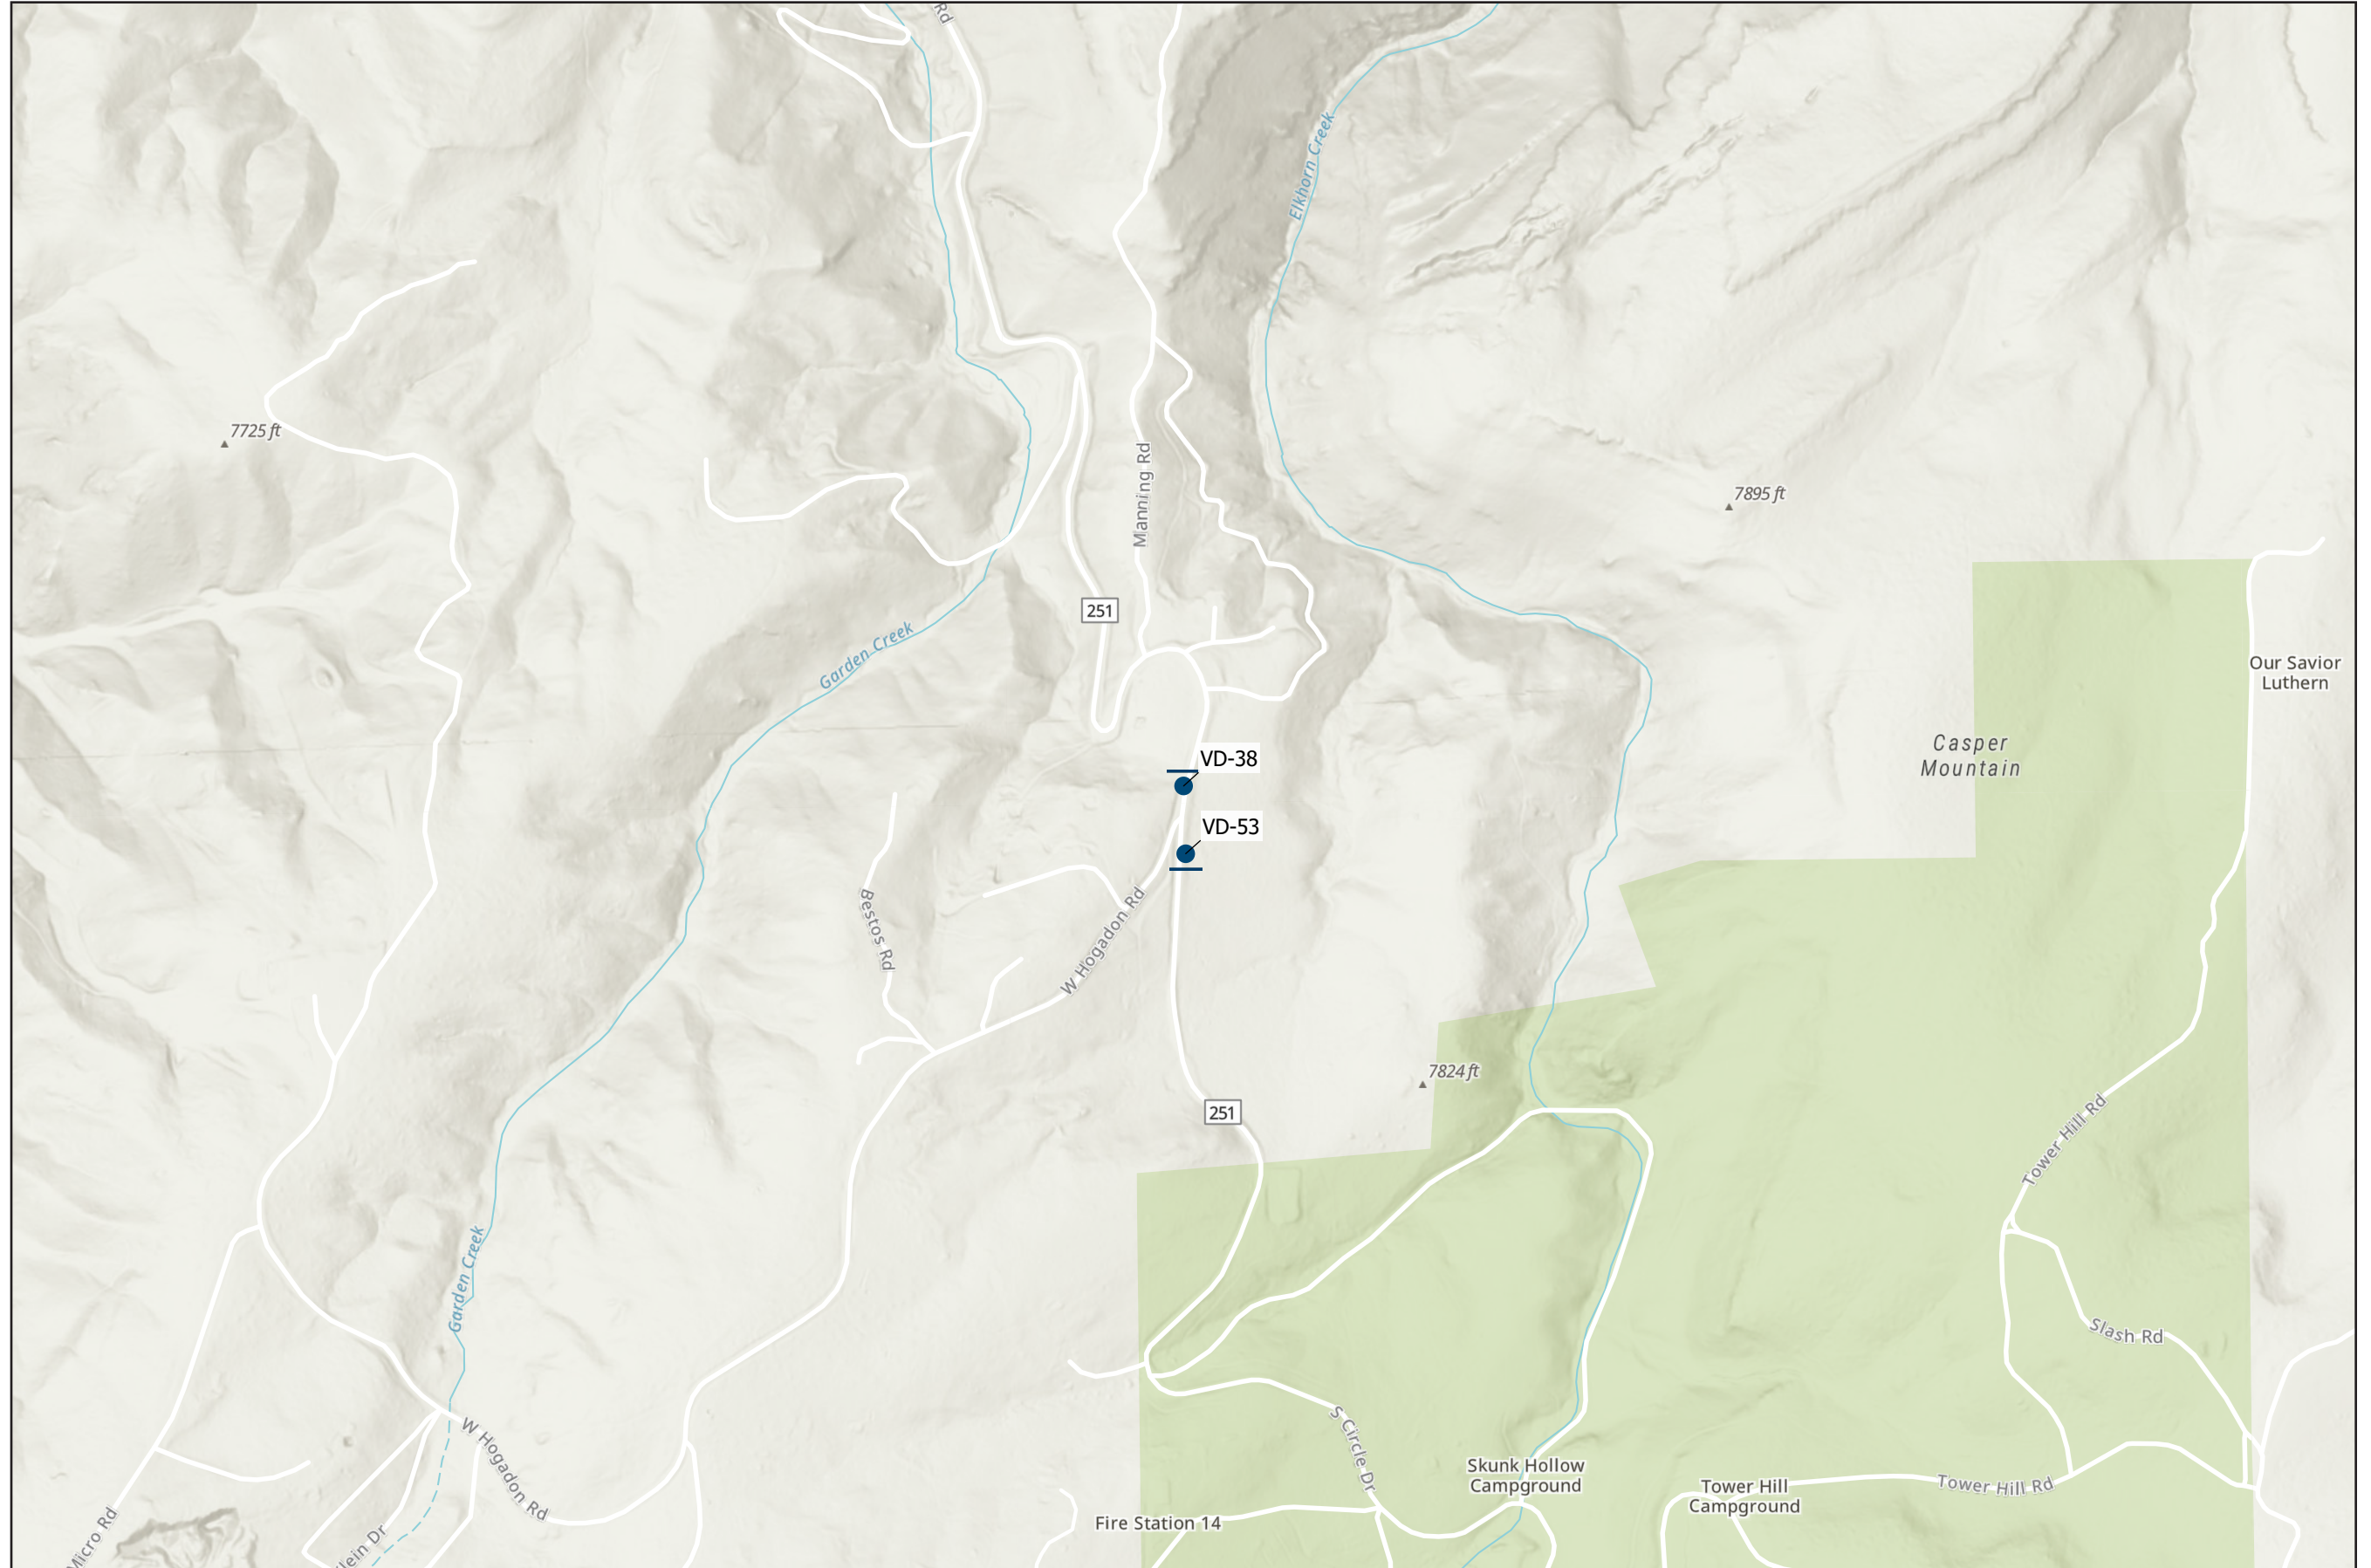 Rd
Elkhorn Creek
7725 ft
Manning Rd
7895 ft
251
Garden Creek
Our Savior
Luthern
Casper
Mountain
VD-38
VD-53
Bestos Rd
W Hogadon Rd
7824 ft
251
Tower Hill Rd
Garden Creek
Slash Rd
S Circle Dr
W Hogadon Rd
Skunk Hollow
Campground
Tower Hill Rd
Tower Hill
Campground
Fire Station 14
Micro Rd
lein Dr